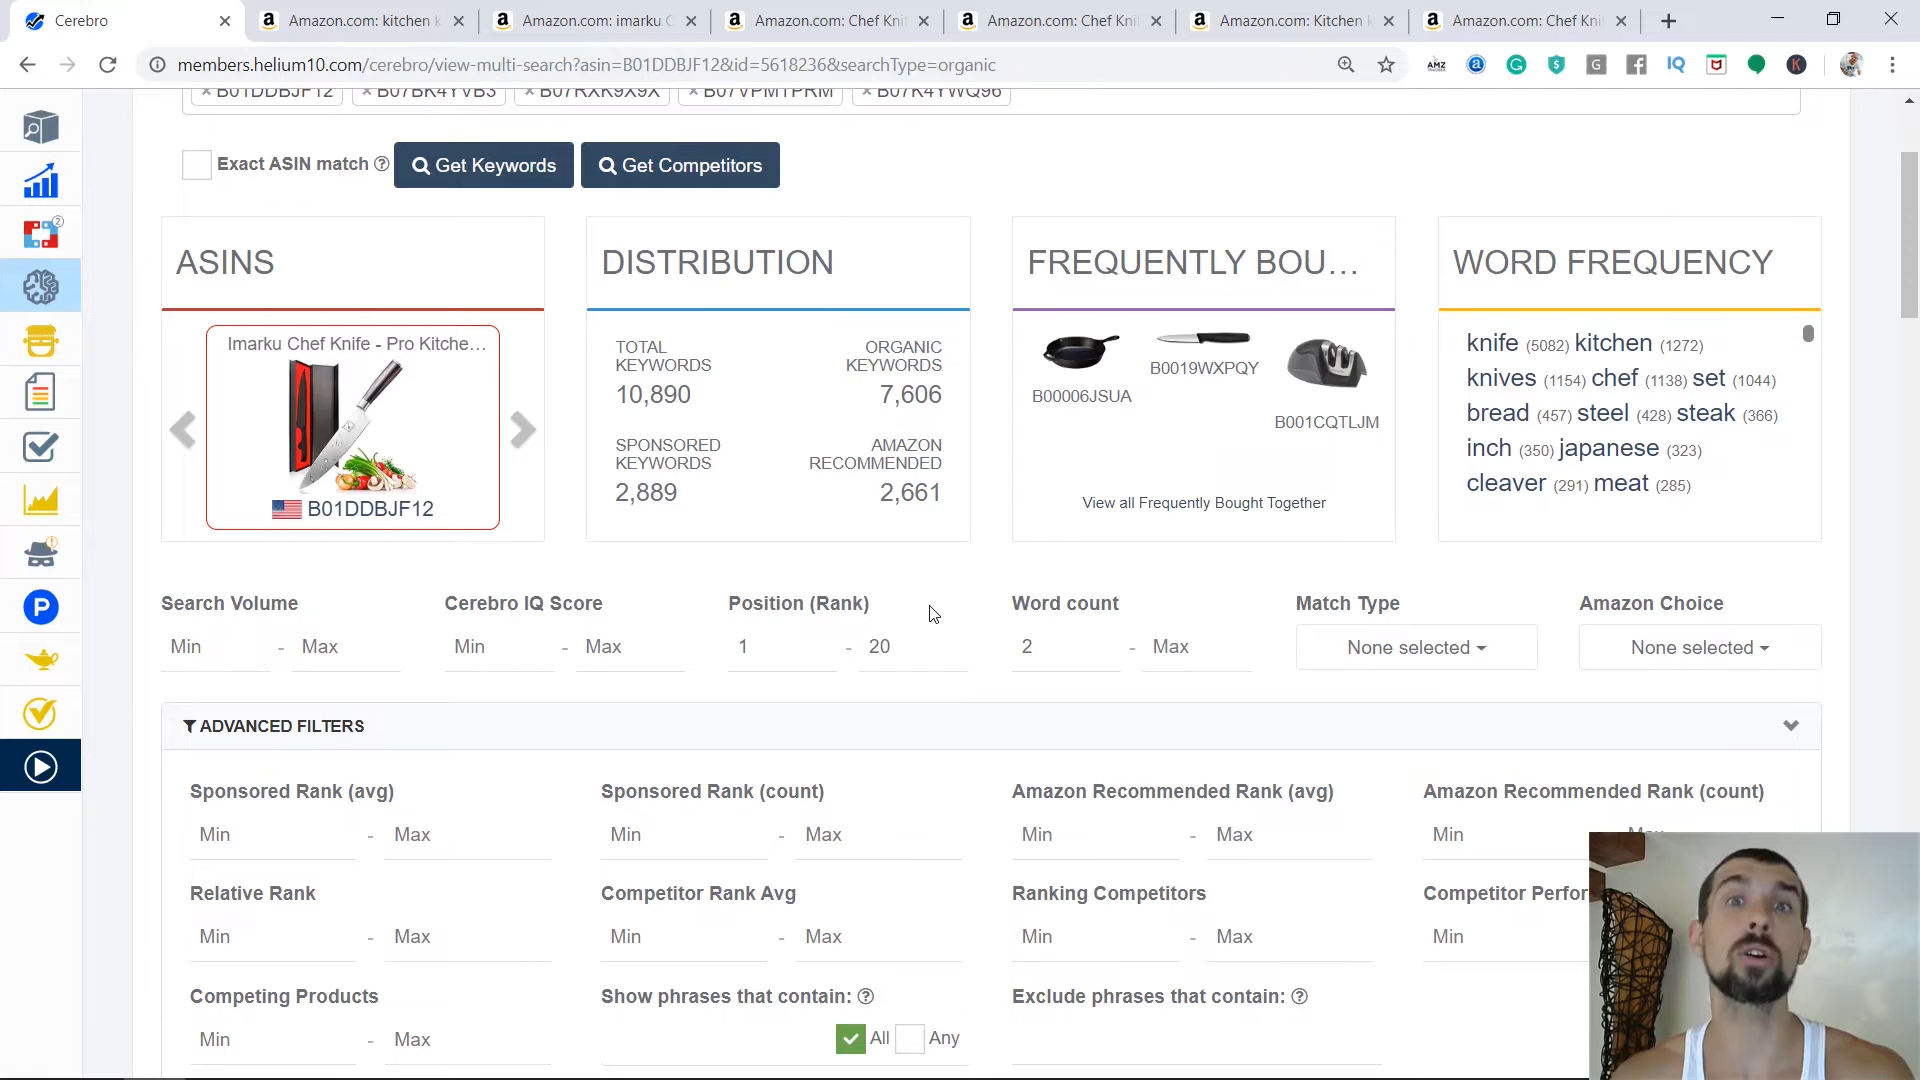 Cerebro
Amazon.com: kitchen k
Amazon.com: imarku C
Amazon.com: Chef Knif
Amazon.com: Chef Knif
Amazon.com: Kitchen k
Amazon.com: Chef Knif
members.helium10.com/cerebro/view-multi-search?asin=B01DDBJF12&id=5618236&searchType=organic
× B01DDBJF12 × B07BK4YVB3 × B07RXK9X9X × B07VPMTPRM × B07K4YWQ96
Exact ASIN match
Get Keywords
Get Competitors
ASINS
Imarku Chef Knife - Pro Kitche...
B01DDBJF12
DISTRIBUTION
TOTAL KEYWORDS
10,890
ORGANIC KEYWORDS
7,606
SPONSORED KEYWORDS
2,889
AMAZON RECOMMENDED
2,661
FREQUENTLY BOU...
B00006JSUA
B0019WXPQY
B001CQTLJM
View all Frequently Bought Together
WORD FREQUENCY
knife (5082) kitchen (1272)
knives (1154) chef (1138) set (1044)
bread (457) steel (428) steak (366)
inch (350) japanese (323)
cleaver (291) meat (285)
Search Volume
Min - Max
Cerebro IQ Score
Min - Max
Position (Rank)
1 - 20
Word count
2 - Max
Match Type
None selected
Amazon Choice
None selected
ADVANCED FILTERS
Sponsored Rank (avg)
Min - Max
Sponsored Rank (count)
Min - Max
Amazon Recommended Rank (avg)
Min - Max
Amazon Recommended Rank (count)
Min Max
Relative Rank
Min - Max
Competitor Rank Avg
Min - Max
Ranking Competitors
Min - Max
Competitor Perfor
Min
Competing Products
Min - Max
Show phrases that contain:
All Any
Exclude phrases that contain: